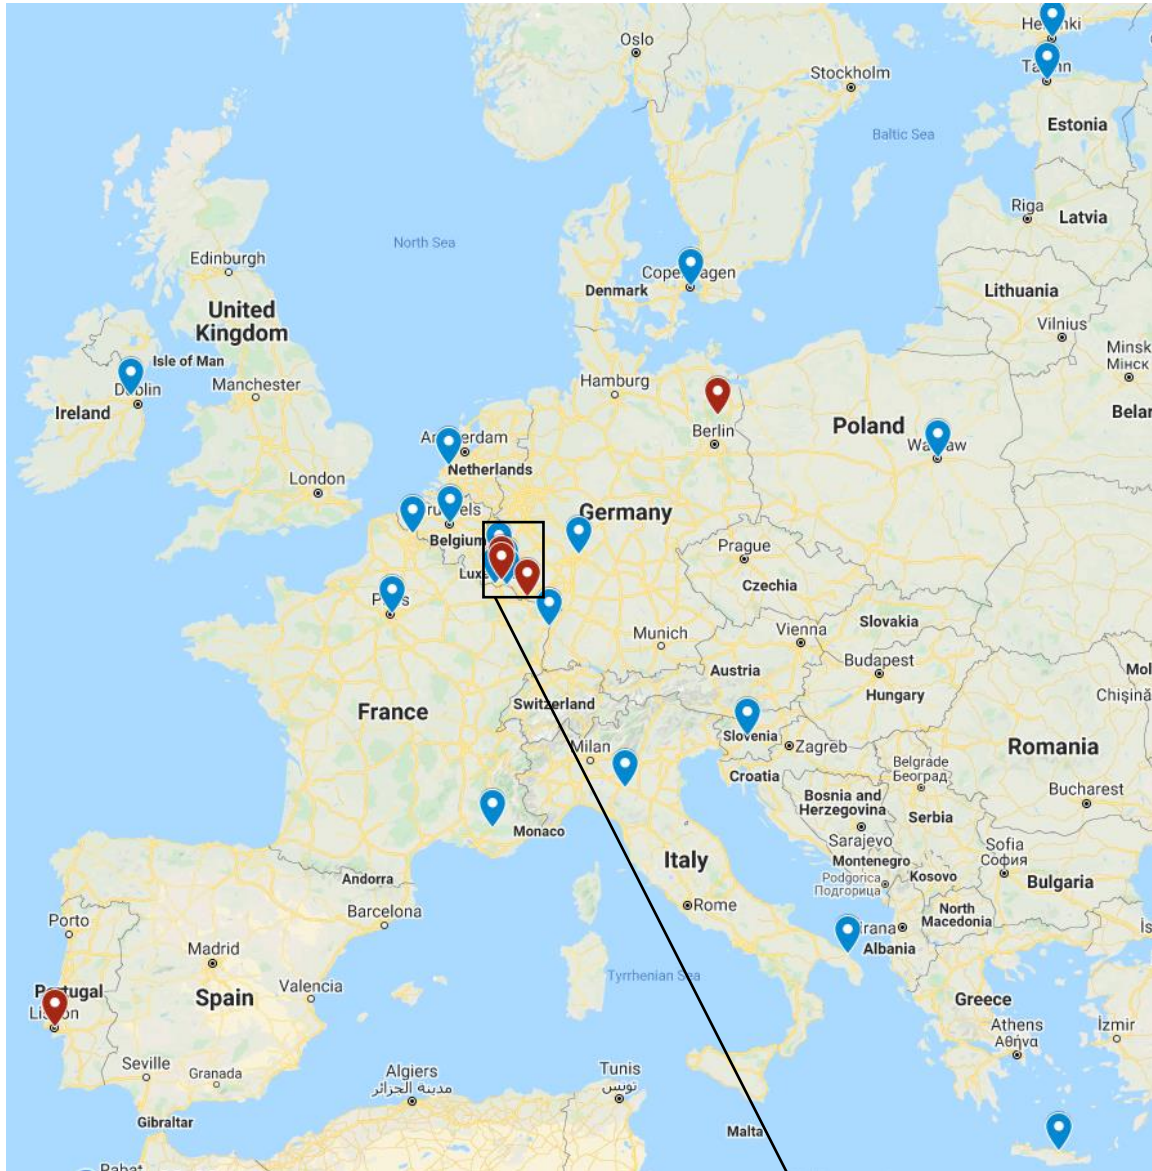 Oslo
Helsinki
Tallinn
Stockholm
Estonia
Baltic Sea
Riga
Latvia
North Sea
Edinburgh
Copenhagen
Denmark
Lithuania
United
Kingdom
Vilnius
Isle of Man
Minsk
Мінск
Dublin
Manchester
Hamburg
Ireland
Poland
Belar
Berlin
Amsterdam
Warsaw
Netherlands
London
Brussels
Germany
Belgium
Prague
Luxe
Czechia
Paris
Slovakia
Munich
Vienna
Budapest
Austria
Mol
Hungary
Chișină
Switzerland
France
Slovenia
Zagreb
Milan
Romania
Belgrade
Београд
Croatia
Bucharest
Bosnia and
Herzegovina
Serbia
Monaco
Sarajevo
Sofia
София
Italy
Montenegro
Podgorica
Подгорица
Kosovo
Andorra
Bulgaria
Rome
North
Macedonia
Barcelona
Porto
Tirana
İs
Albania
Madrid
Tyrrhenian Sea
Portugal
Valencia
Spain
Greece
Lisbon
Athens
Αθήνα
İzmir
Seville
Granada
Algiers
مدينة الجزائر
Tunis
تونس
Gibraltar
Malta
Rabat